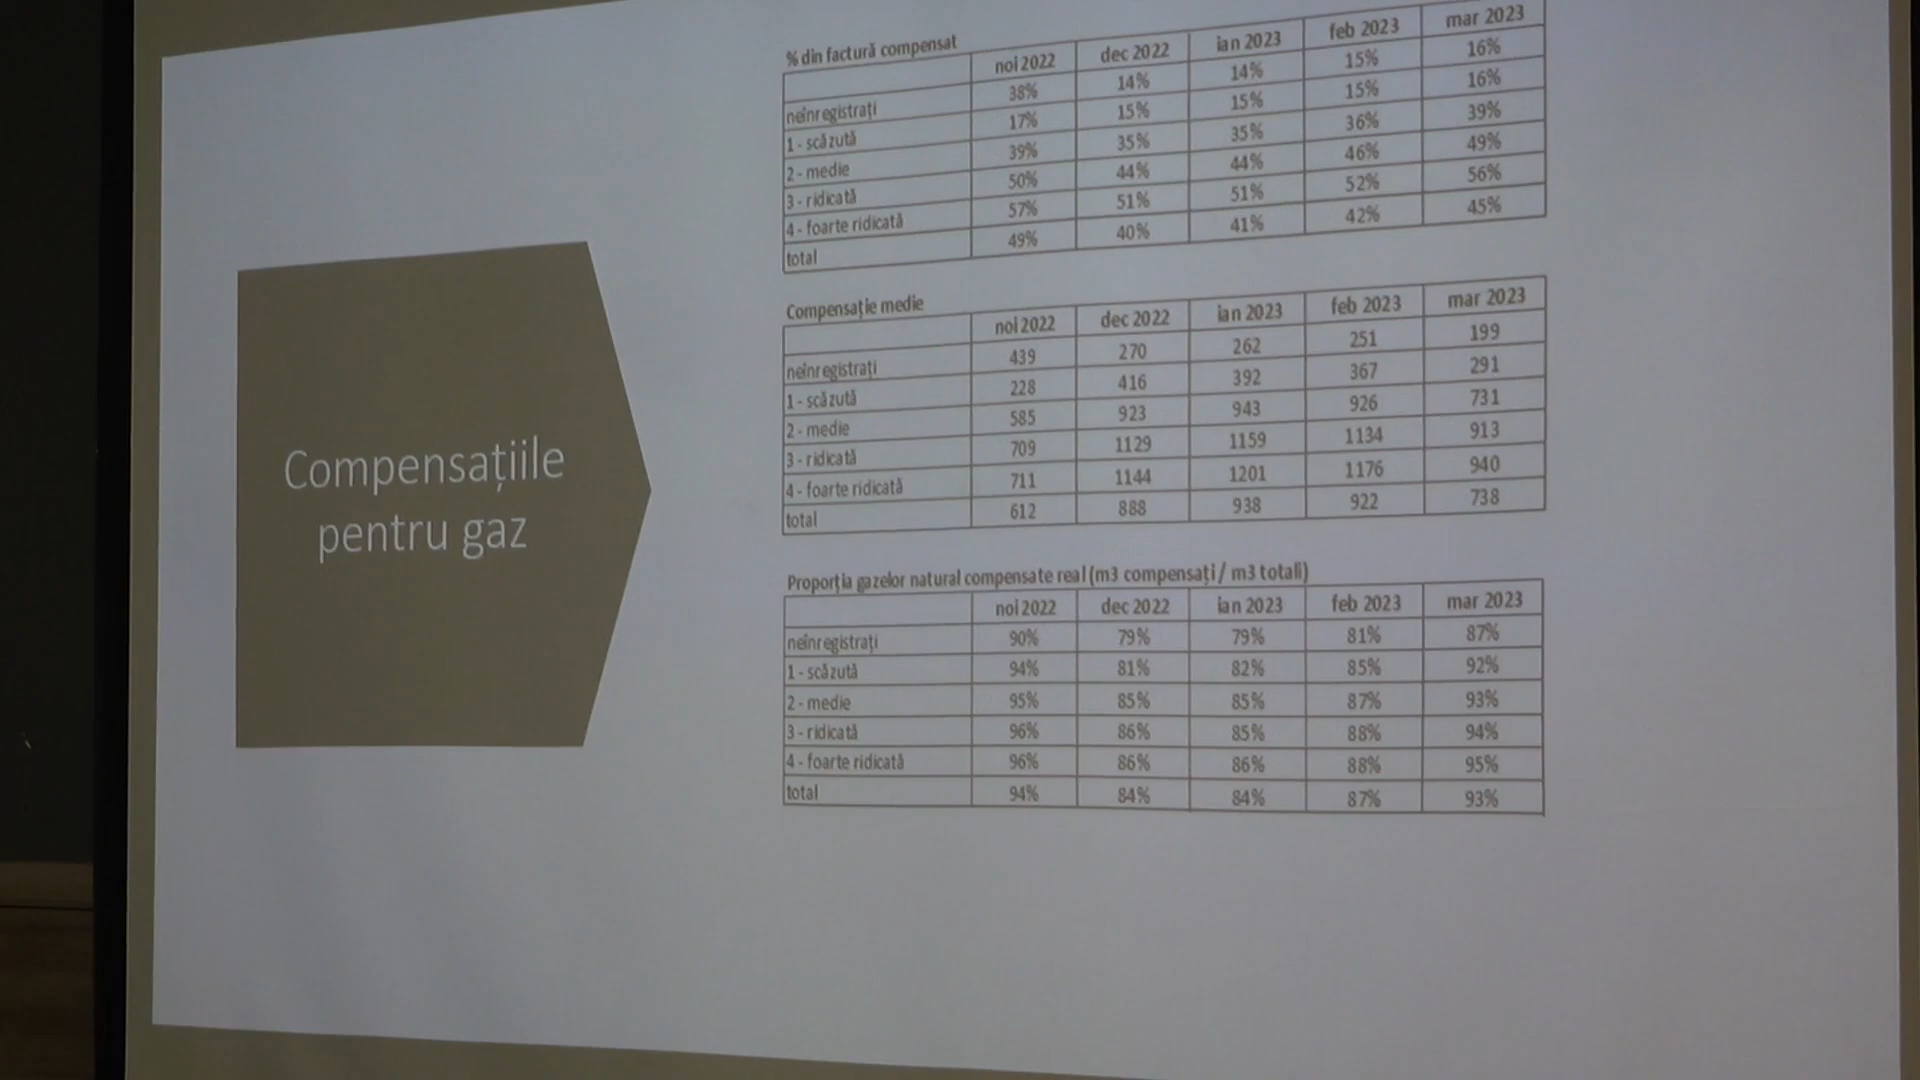 Compensațiile
pentru gaz
% din factură compensat
noi 2022 dec 2022 ian 2023 feb 2023 mar 2023
neînregistrați 38% 14% 14% 15% 16%
1 - scăzută 17% 15% 15% 15% 16%
2 - medie 39% 35% 35% 36% 39%
3 - ridicată 50% 44% 44% 46% 49%
4 - foarte ridicată 57% 51% 51% 52% 56%
total 49% 40% 41% 42% 45%
Compensație medie
noi 2022 dec 2022 ian 2023 feb 2023 mar 2023
neînregistrați 439 270 262 251 199
1 - scăzută 228 416 392 367 291
2 - medie 585 923 943 926 731
3 - ridicată 709 1129 1159 1134 913
4 - foarte ridicată 711 1144 1201 1176 940
total 612 888 938 922 738
Proporția gazelor natural compensate real (m3 compensați / m3 totali)
noi 2022 dec 2022 ian 2023 feb 2023 mar 2023
neînregistrați 90% 79% 79% 81% 87%
1 - scăzută 94% 81% 82% 85% 92%
2 - medie 95% 85% 85% 87% 93%
3 - ridicată 96% 86% 85% 88% 94%
4 - foarte ridicată 96% 86% 86% 88% 95%
total 94% 84% 84% 87% 93%